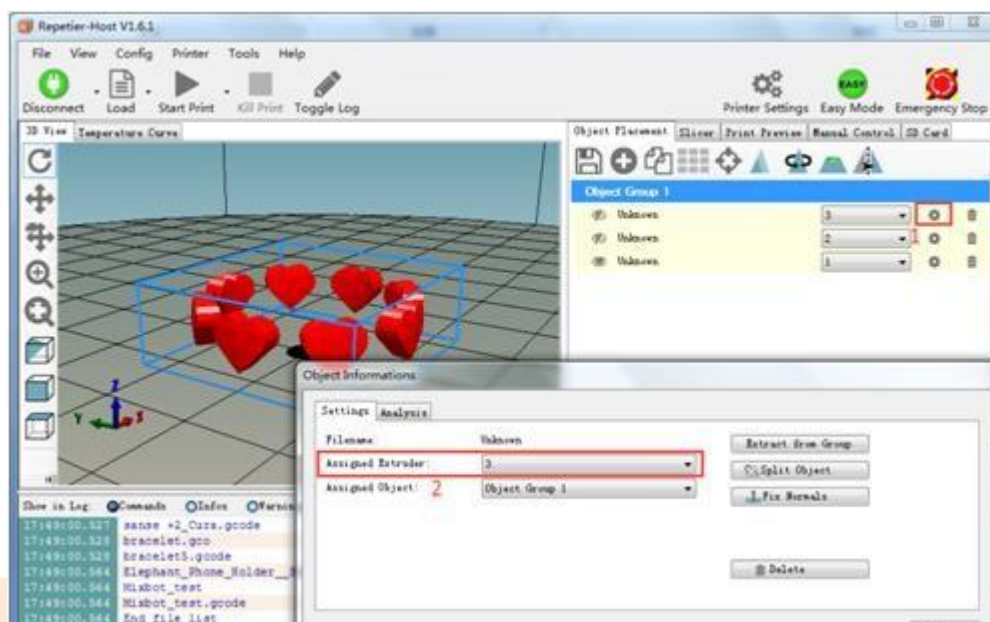 Repetier-Host V1.6.1
File View Config Printer Tools Help
Disconnect Load Start Print Kill Print Toggle Log
Printer Settings Easy Mode Emergency Stop
EASY
3D View Temperature Curve
Object Placement Slicer Print Preview Manual Control SD Card
Object Group 1
Unknown 3
1
Unknown 2
Unknown 1
Z
Y X
Object Informations
Settings Analysis
Filename: Unknown
Extract from Group
Assigned Extruder: 3
Split Object
Assigned Object: 2 Object Group 1
Fix Normals
Delete
Show in Log: Commands Infos
17:49:00.527 sanse +2_Cura.gcode
17:49:00.528 bracelet.gco
17:49:00.528 bracelet5.gcode
17:49:00.564 Elephant_Phone_Holder
17:49:00.564 Mixbot_test
17:49:00.564 Mixbot_test.gcode
17:49:00.564 End file list